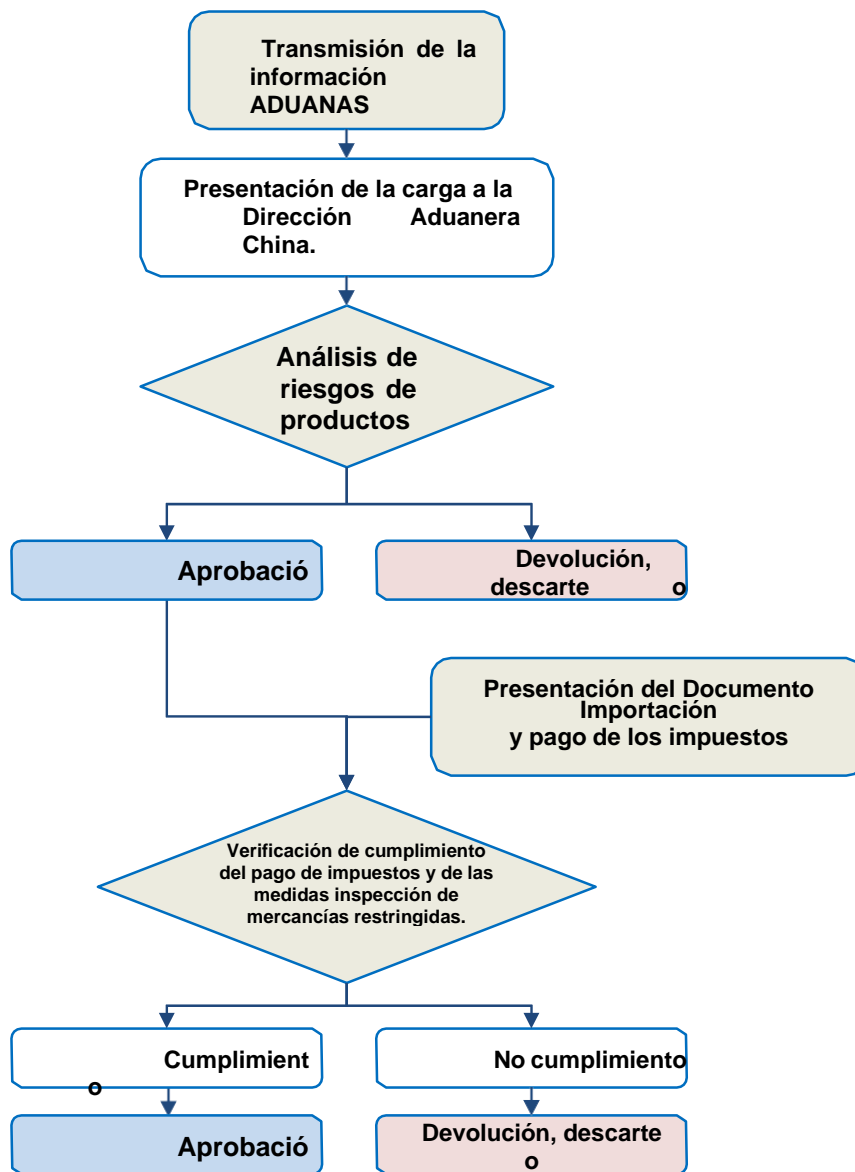 Transmisión de la
información
ADUANAS
Presentación de la carga a la
Dirección Aduanera
China.
Análisis de
riesgos de
productos
Aprobació
Devolución,
descarte o
Presentación del Documento
Importación
y pago de los impuestos
Verificación de cumplimiento
del pago de impuestos y de las
medidas inspección de
mercancías restringidas.
Cumplimient
o
No cumplimiento
Aprobació
Devolución, descarte
o